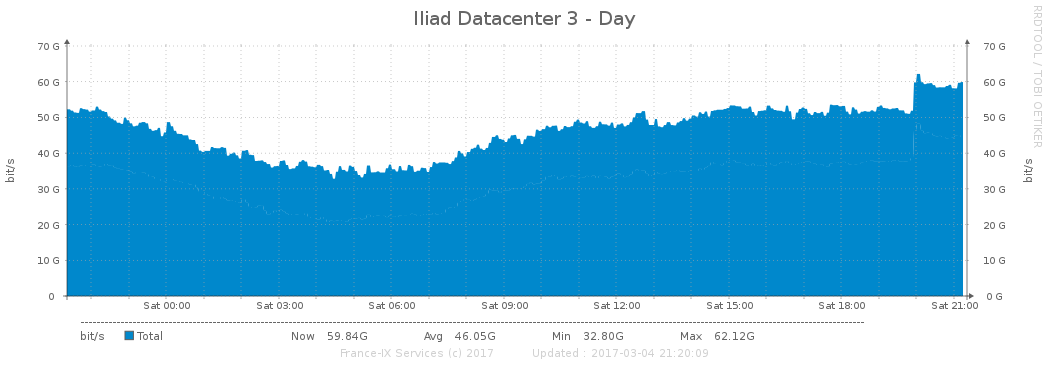 Iliad Datacenter 3 - Day
RRDTOOL / TOBI OETIKER
70 G 70 G
60 G 60 G
50 G 50 G
40 G 40 G
30 G 30 G
20 G 20 G
10 G 10 G
0 0 G
bit/s bit/s
Sat 00:00 Sat 03:00 Sat 06:00 Sat 09:00 Sat 12:00 Sat 15:00 Sat 18:00 Sat 21:00
bit/s Total Now 59.84G Avg 46.05G Min 32.80G Max 62.12G
France-IX Services (c) 2017 Updated : 2017-03-04 21:20:09